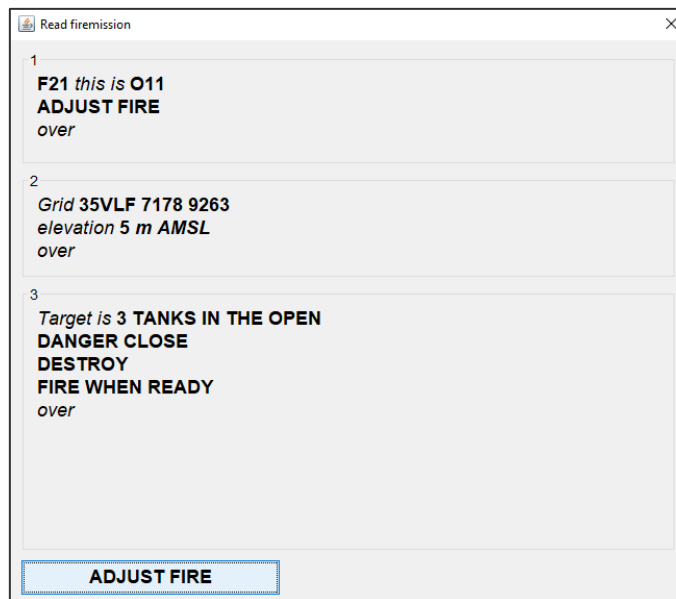 Read firemission
1
F21 this is O11
ADJUST FIRE
over
2
Grid 35VLF 7178 9263
elevation 5 m AMSL
over
3
Target is 3 TANKS IN THE OPEN
DANGER CLOSE
DESTROY
FIRE WHEN READY
over
ADJUST FIRE